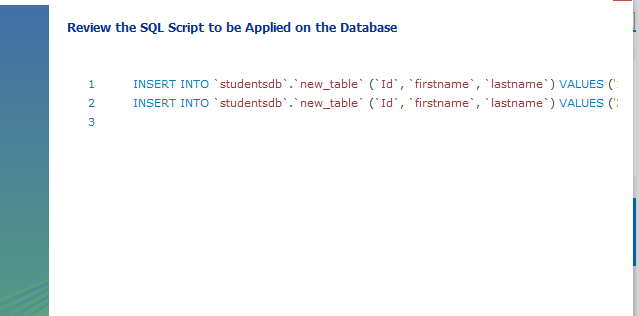 Review the SQL Script to be Applied on the Database
1 INSERT INTO `studentsdb`.`new_table` (`Id`, `firstname`, `lastname`) VALUES ('
2 INSERT INTO `studentsdb`.`new_table` (`Id`, `firstname`, `lastname`) VALUES ('
3